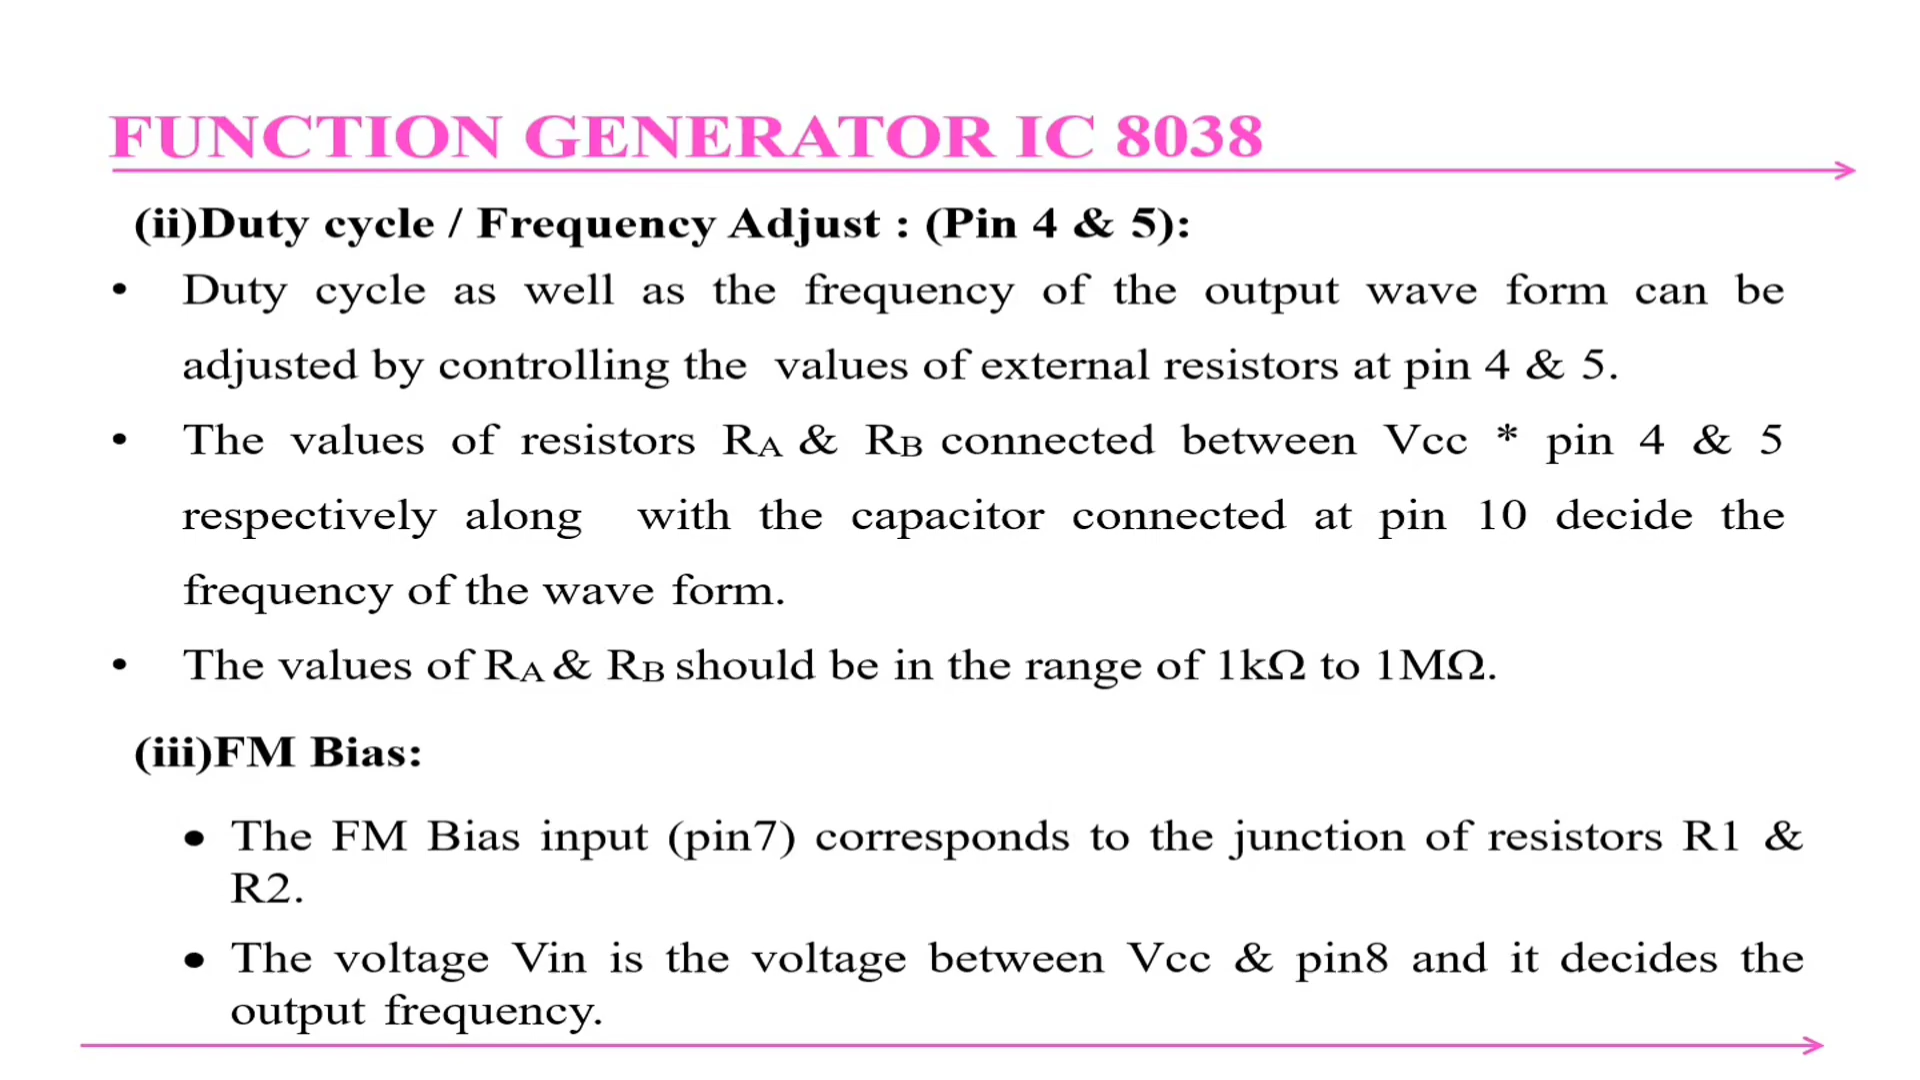 FUNCTION GENERATOR IC 8038
(ii)Duty cycle / Frequency Adjust : (Pin 4 & 5):
• Duty cycle as well as the frequency of the output wave form can be
adjusted by controlling the values of external resistors at pin 4 & 5.
• The values of resistors RA & RB connected between Vcc * pin 4 & 5
respectively along with the capacitor connected at pin 10 decide the
frequency of the wave form.
• The values of RA & RB should be in the range of 1kΩ to 1MΩ.
(iii)FM Bias:
• The FM Bias input (pin7) corresponds to the junction of resistors R1 &
R2.
• The voltage Vin is the voltage between Vcc & pin8 and it decides the
output frequency.